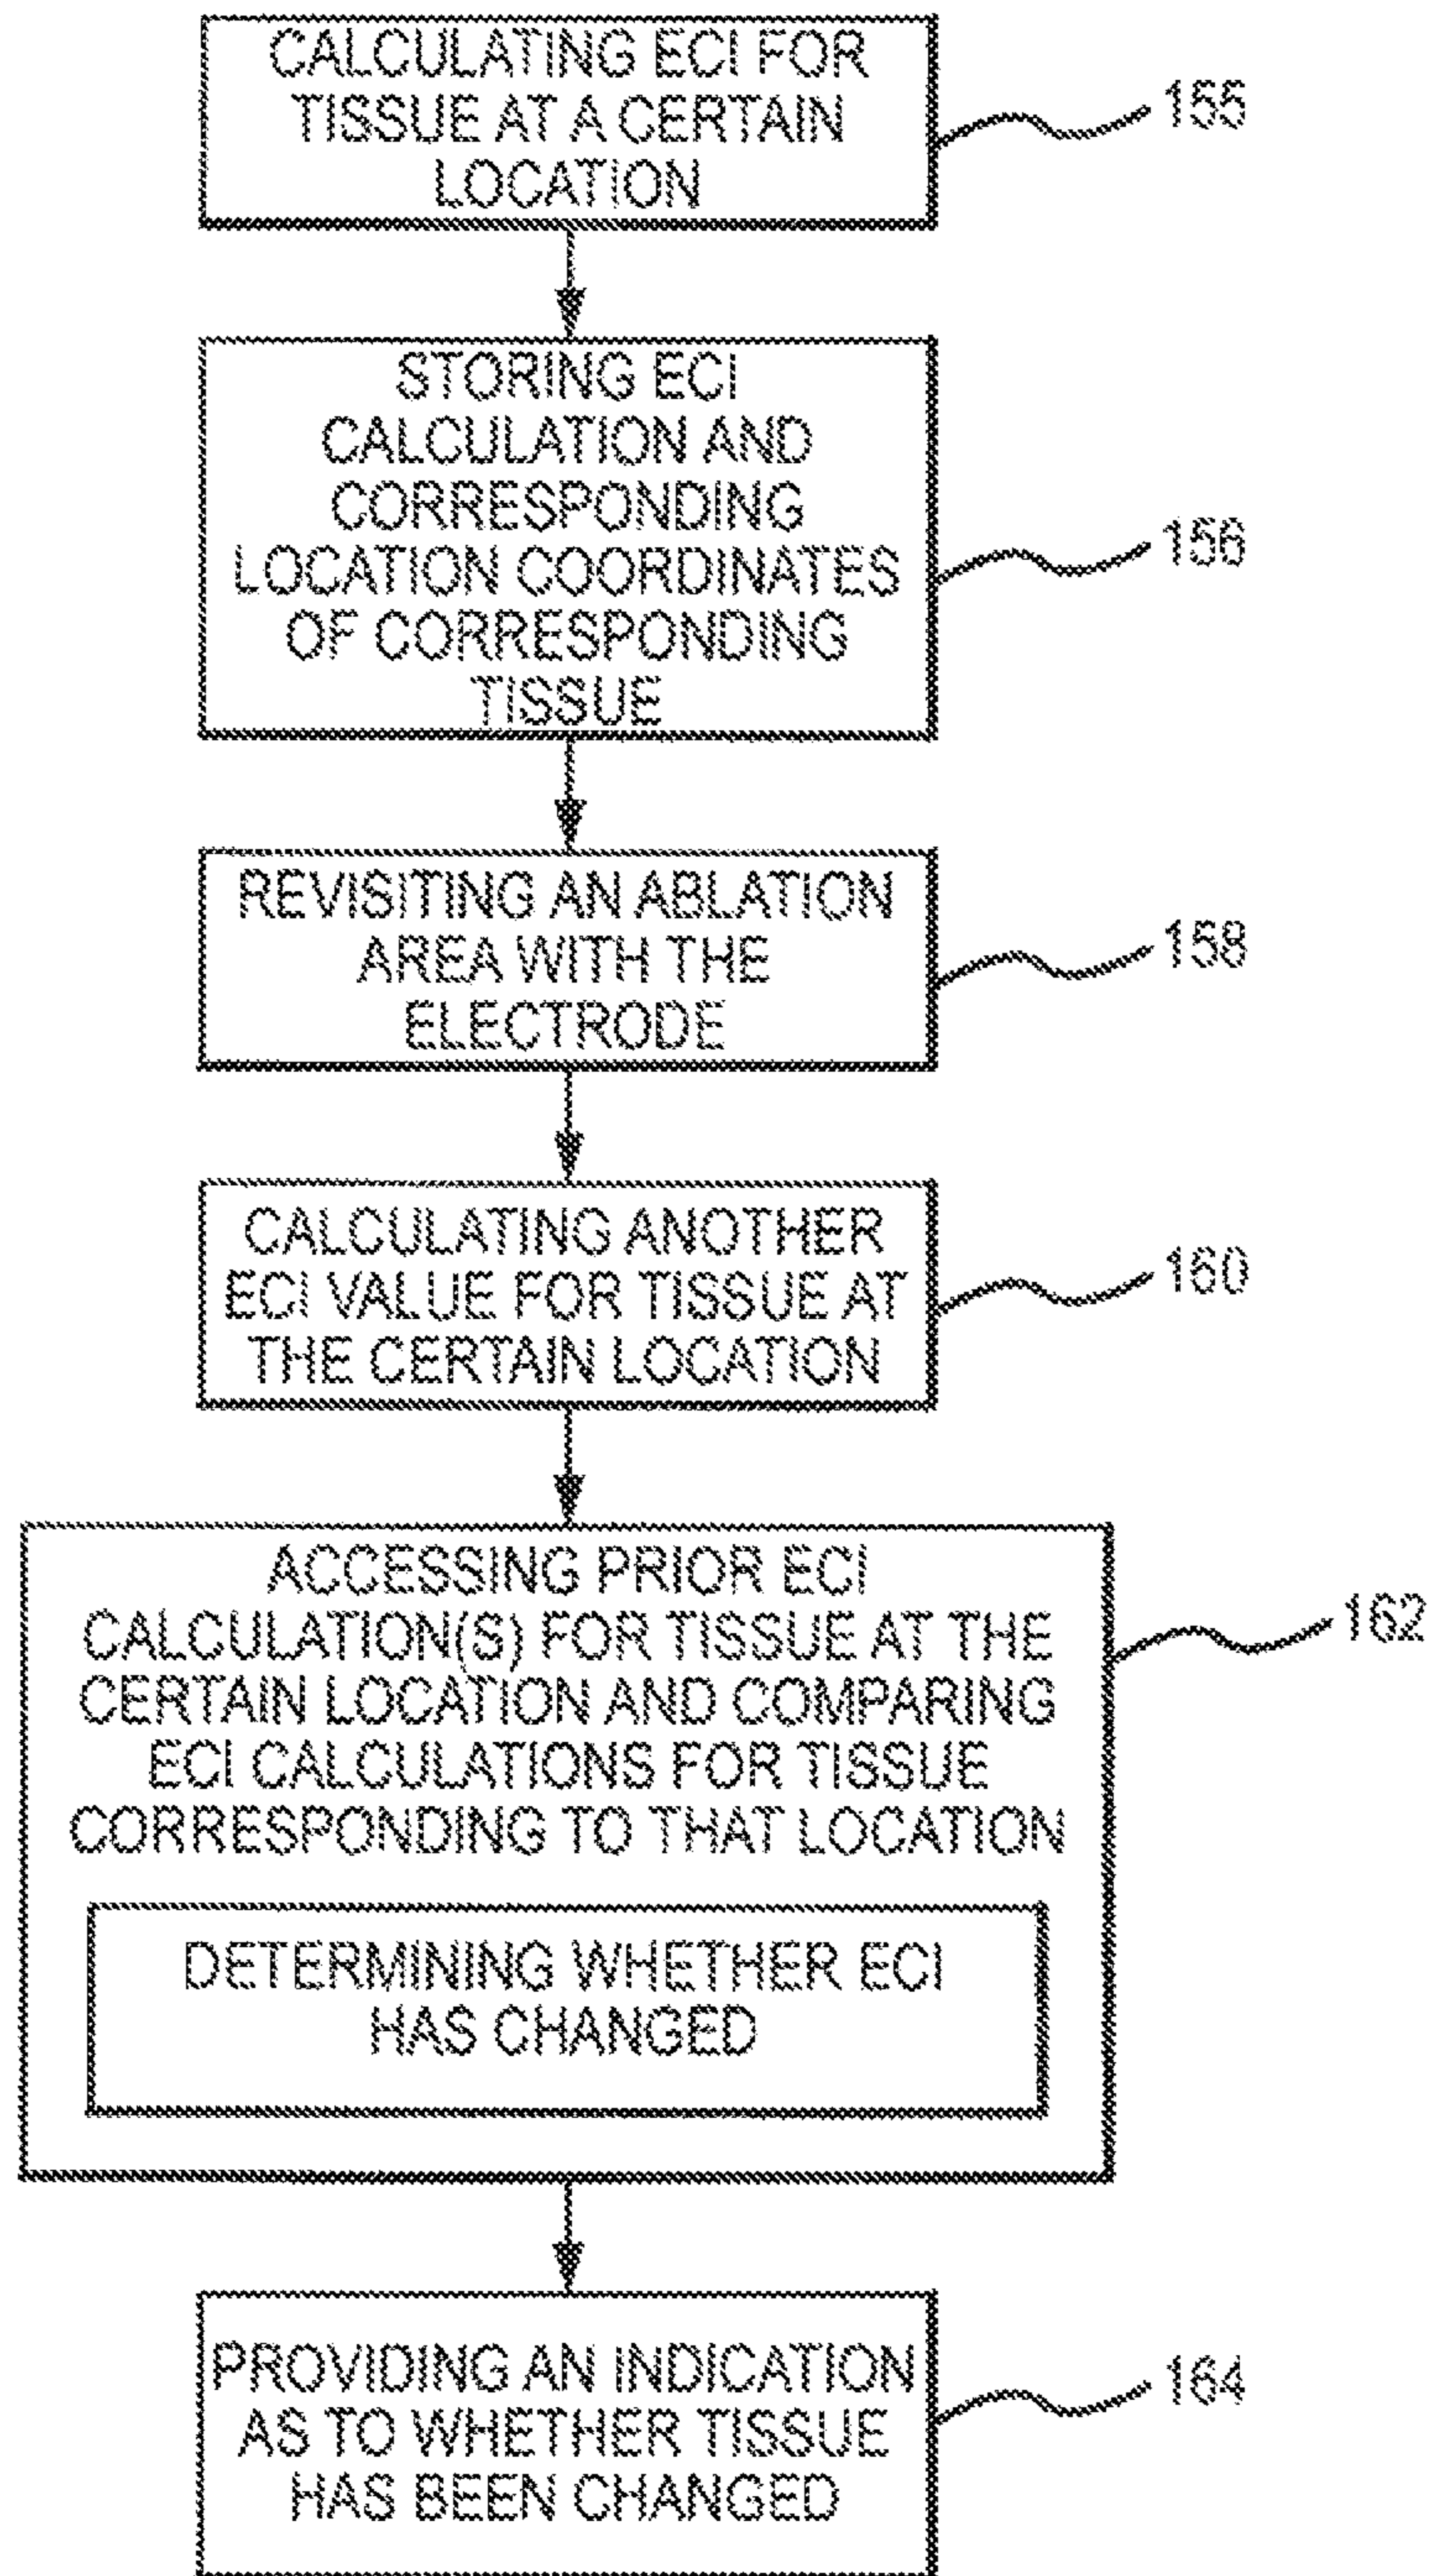 CALCULATING ECI FOR
TISSUE AT A CERTAIN
LOCATION
155
STORING ECI
CALCULATION AND
CORRESPONDING
LOCATION COORDINATES
OF CORRESPONDING
TISSUE
156
REVISITING AN ABLATION
AREA WITH THE
ELECTRODE
158
CALCULATING ANOTHER
ECI VALUE FOR TISSUE AT
THE CERTAIN LOCATION
160
ACCESSING PRIOR ECI
CALCULATION(S) FOR TISSUE AT THE
CERTAIN LOCATION AND COMPARING
ECI CALCULATIONS FOR TISSUE
CORRESPONDING TO THAT LOCATION
162
DETERMINING WHETHER ECI
HAS CHANGED
PROVIDING AN INDICATION
AS TO WHETHER TISSUE
HAS BEEN CHANGED
164